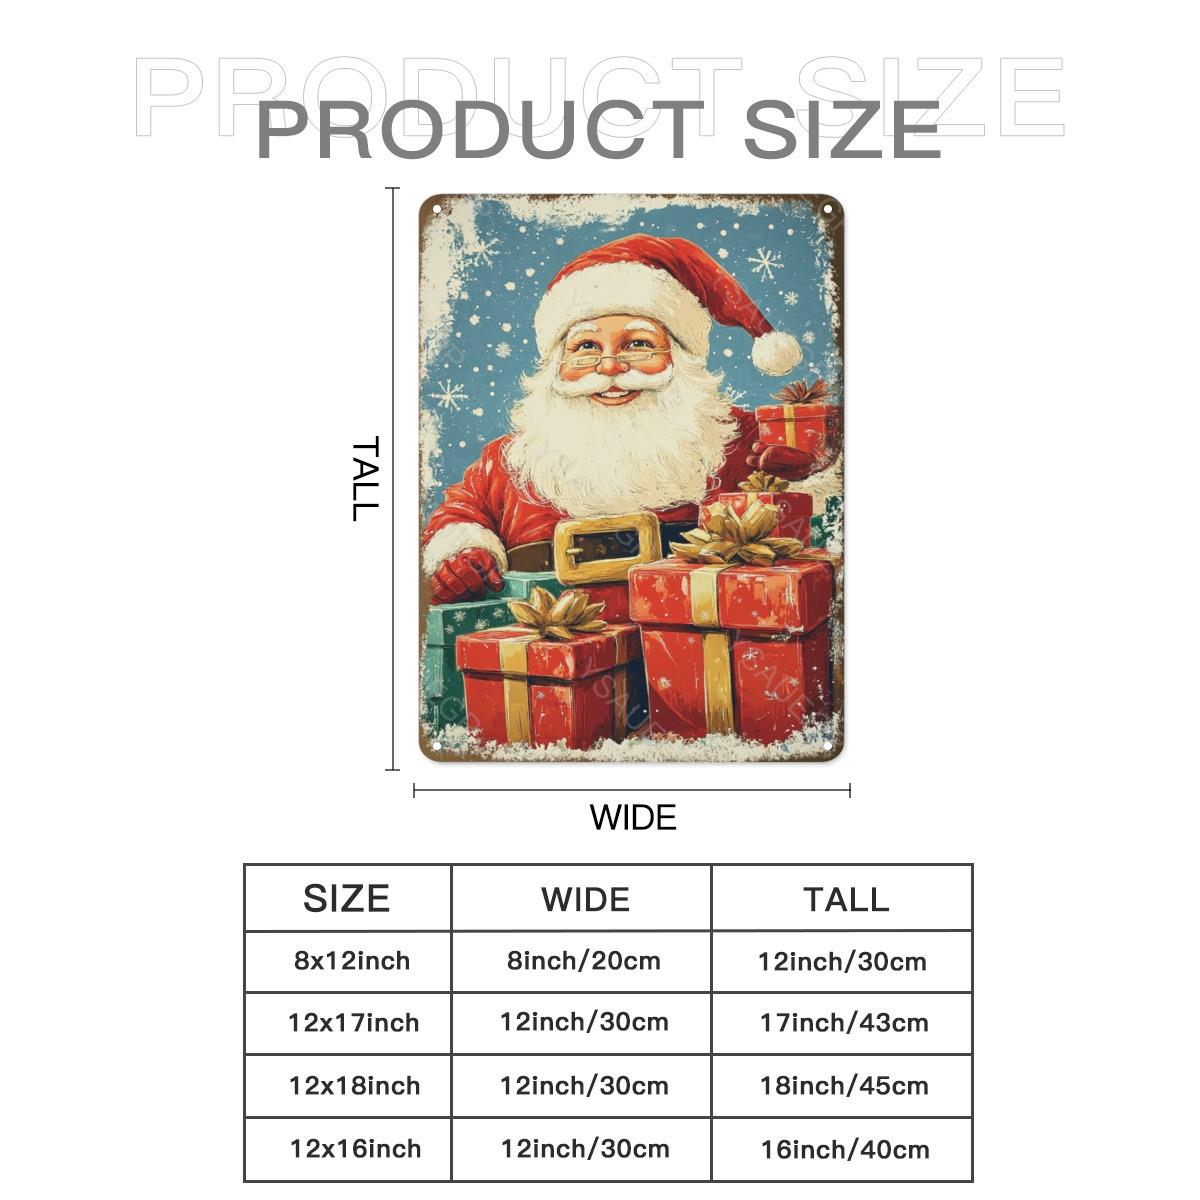 PRODUCT SIZE
PRODUCT SIZE
TALL
WIDE
SIZE WIDE TALL
8x12inch 8inch/20cm 12inch/30cm
12x17inch 12inch/30cm 17inch/43cm
12x18inch 12inch/30cm 18inch/45cm
12x16inch 12inch/30cm 16inch/40cm